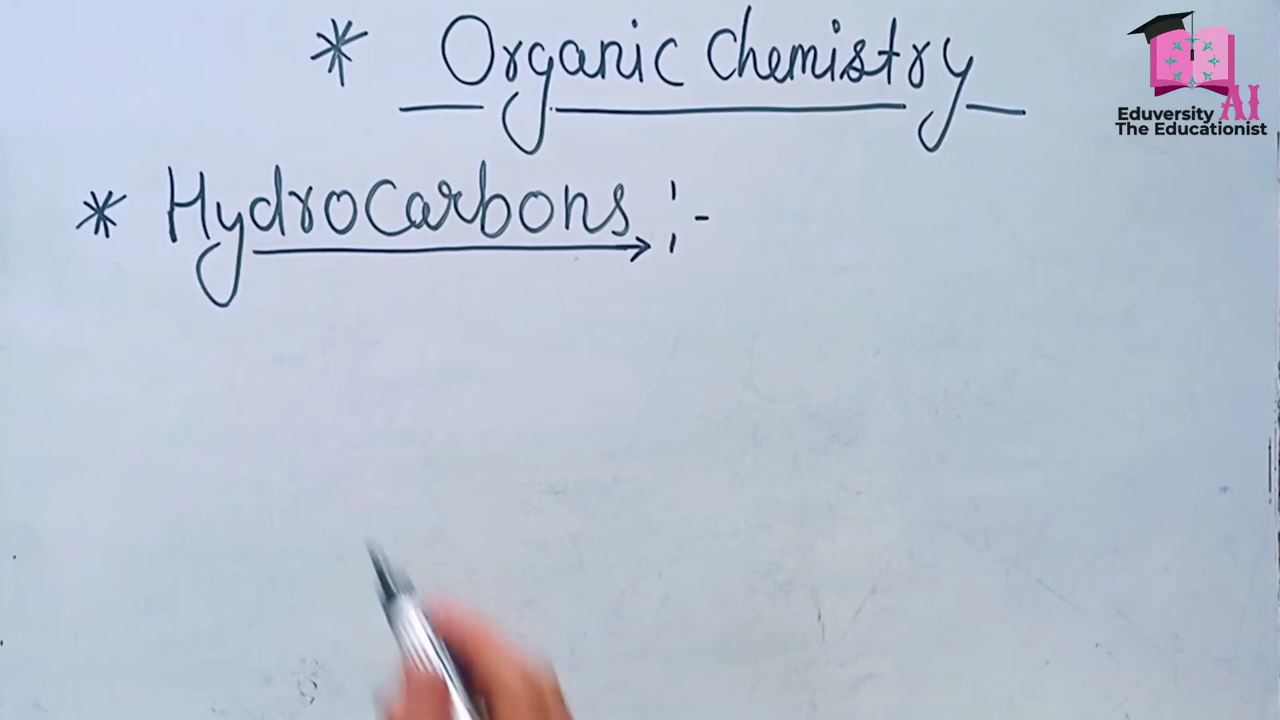 * Organic Chemistry
Eduversity AI
The Educationist
* Hydrocarbons :-